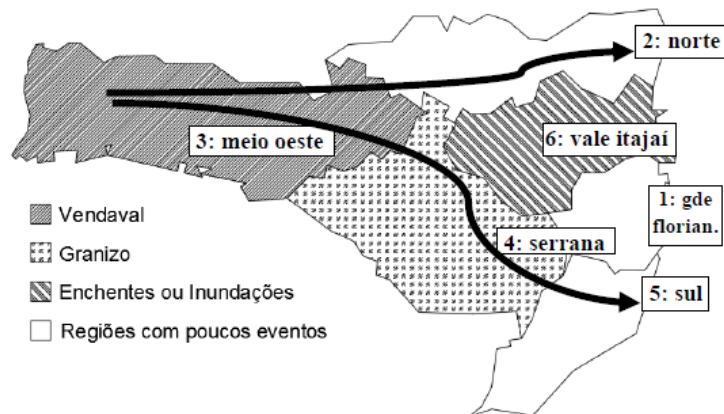 2: norte
3: meio oeste
6: vale itajaí
1: gde
florian.
4: serrana
5: sul
Vendaval
Granizo
Enchentes ou Inundações
Regiões com poucos eventos